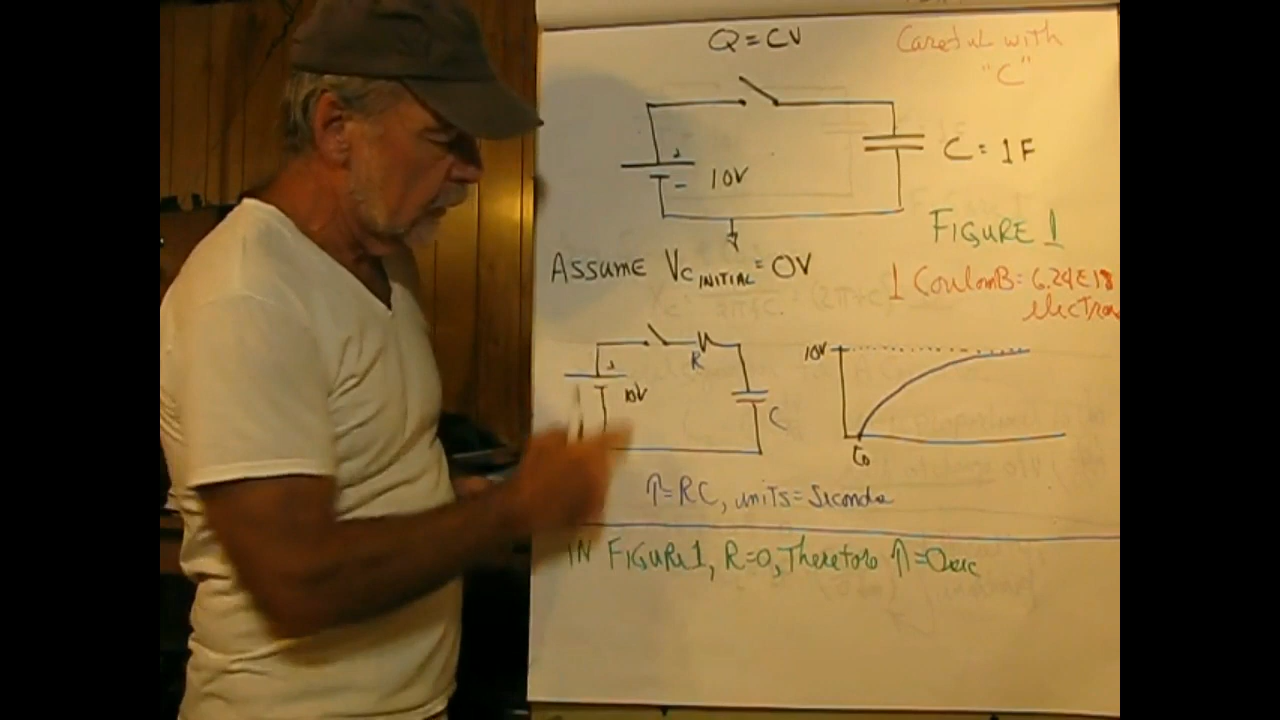 Q = CV
Careful with
"C"
C = 1F
10V
-
FIGURE 1
ASSUME VC INITIAL = 0V
1 COULOMB = 6.24E18
electron
10V
R
C
10V
t0
τ = RC, units = Seconds
IN FIGURE 1, R=0, Therefore τ = 0sec